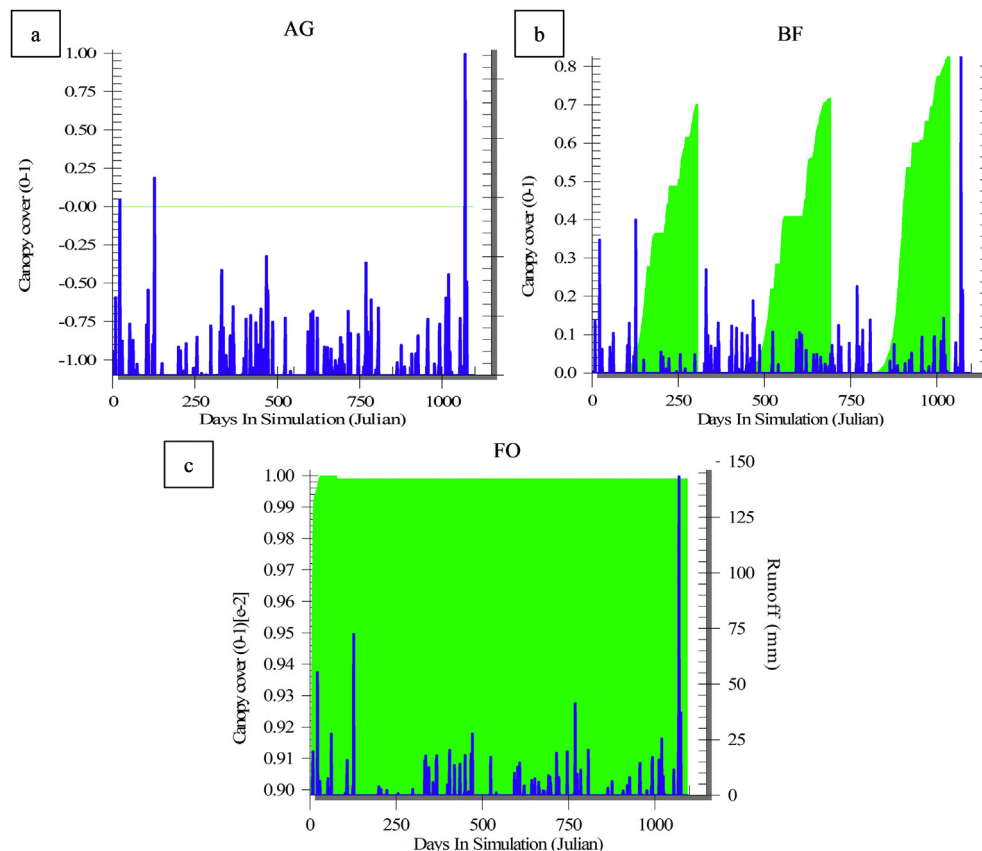 a
AG
Canopy cover (0-1)
1.00
0.75
0.50
0.25
-0.00
-0.25
-0.50
-0.75
-1.00
0 250 500 750 1000
Days In Simulation (Julian)
b
BF
Canopy cover (0-1)
0.8
0.7
0.6
0.5
0.4
0.3
0.2
0.1
0.0
0 250 500 750 1000
Days In Simulation (Julian)
c
FO
Canopy cover (0-1)[e-2]
1.00
0.99
0.98
0.97
0.96
0.95
0.94
0.93
0.92
0.91
0.90
0 250 500 750 1000
Days In Simulation (Julian)
150
125
100
75
50
25
0
Runoff (mm)